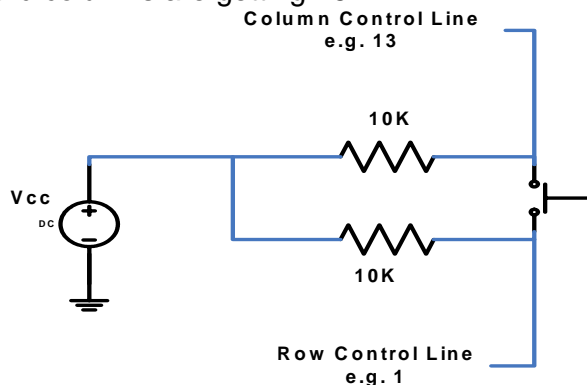 Column Control Line
e.g. 13
10K
Vcc
DC
10K
Row Control Line
e.g. 1